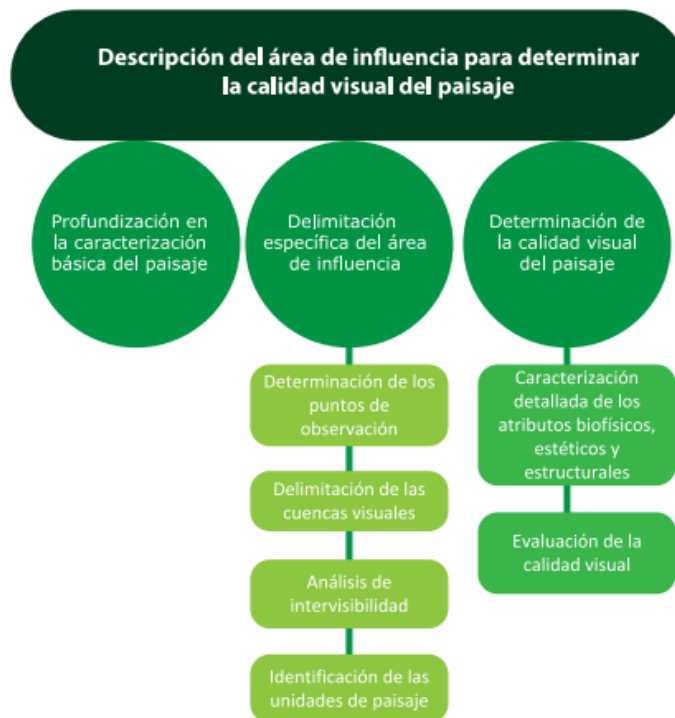 Descripción del área de influencia para determinar
la calidad visual del paisaje
Profundización en
la caracterización
básica del paisaje
Delimitación
específica del área
de influencia
Determinación de
la calidad visual
del paisaje
Determinación de los
puntos de
observación
Delimitación de las
cuencas visuales
Análisis de
intervisibilidad
Identificación de las
unidades de paisaje
Caracterización
detallada de los
atributos biofísicos,
estéticos y
estructurales
Evaluación de la
calidad visual